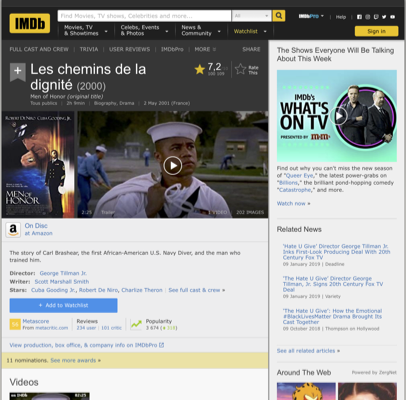 IMDb
Find Movies, TV shows, Celebrities and more...
All
IMDbPro
Help
Movies, TV & Showtimes
Celebs, Events & Photos
News & Community
Watchlist
Sign in
FULL CAST AND CREW | TRIVIA | USER REVIEWS | IMDbPro | MORE
SHARE
Les chemins de la
dignité (2000)
Men of Honor (original title)
Tous publics | 2h 9min | Biography, Drama | 2 May 2001 (France)
7,2
Rate
This
MEN OF
HONOR
2:25 Trailer
1 VIDEO
202 IMAGES
On Disc
at Amazon
The story of Carl Brashear, the first African-American U.S. Navy Diver, and the man who
trained him.
Director: George Tillman Jr.
Writer: Scott Marshall Smith
Stars: Cuba Gooding Jr., Robert De Niro, Charlize Theron | See full cast & crew »
+ Add to Watchlist
Metascore
From metacritic.com
Reviews
234 user | 101 critic
Popularity
3 674
View production, box office, & company info on IMDbPro
11 nominations. See more awards »
Videos
The Shows Everyone Will Be Talking
About This Week
IMDb's
WHAT'S
ON TV
PRESENTED BY
Find out why you can't miss the new season
of "Queer Eye," the latest power-grabs on
"Billions," the brilliant pond-hopping comedy
"Catastrophe," and more.
Watch now »
Related News
'Hate U Give' Director George Tillman Jr.
Inks First-Look Producing Deal With 20th
Century Fox TV
09 January 2019 | Deadline
'The Hate U Give' Director George
Tillman, Jr. Signs 20th Century Fox TV
Deal
09 January 2019 | Variety
'The Hate U Give': How the Emotional
#BlackLivesMatter Drama Brought Its
Cast Together
09 October 2018 | Thompson on Hollywood
See all related articles »
Around The Web
Powered by ZergNet